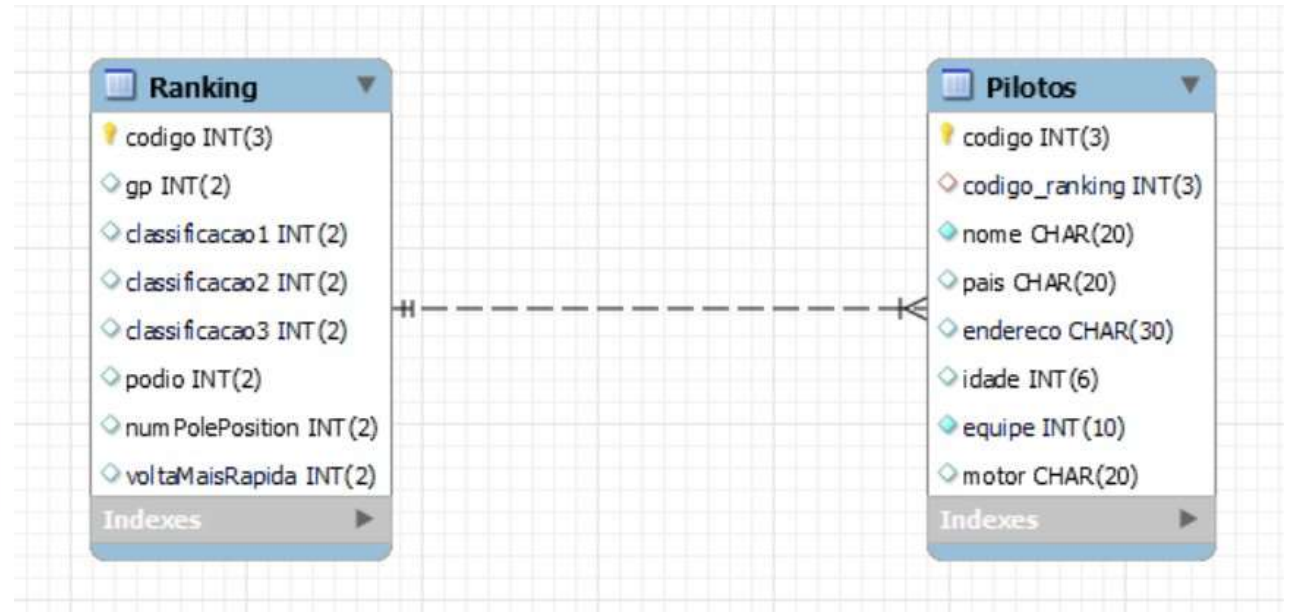 Ranking
codigo INT(3)
gp INT(2)
classificacao1 INT(2)
classificacao2 INT(2)
classificacao3 INT(2)
podio INT(2)
numPolePosition INT(2)
voltaMaisRapida INT(2)
Indexes
Pilotos
codigo INT(3)
codigo_ranking INT(3)
nome CHAR(20)
pais CHAR(20)
endereco CHAR(30)
idade INT(6)
equipe INT(10)
motor CHAR(20)
Indexes